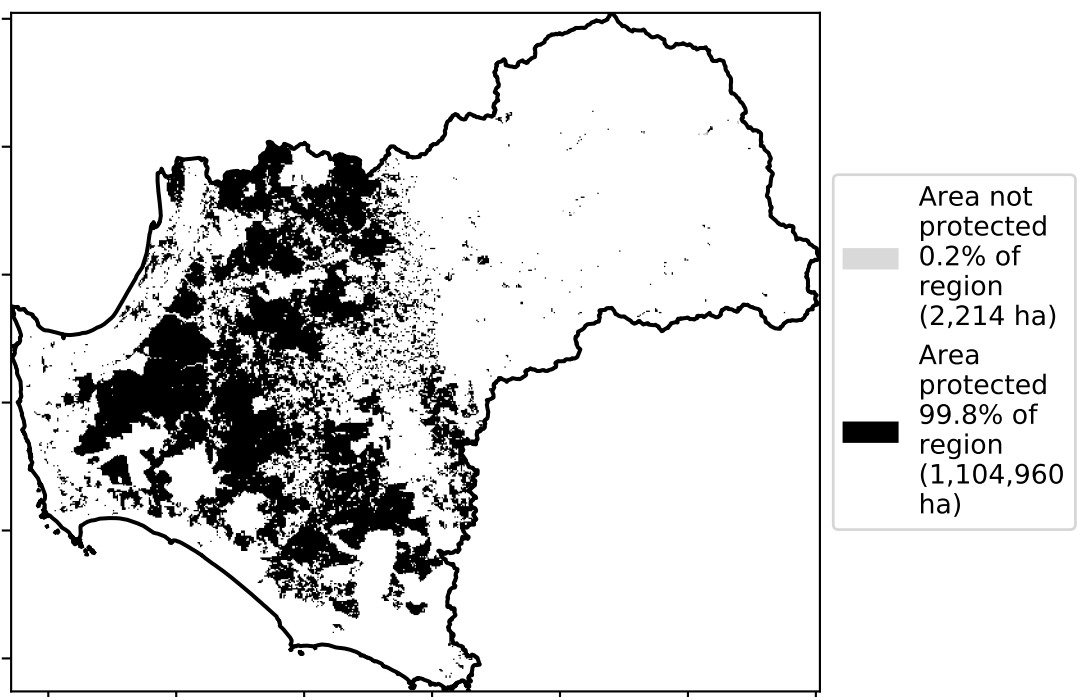 Area not
protected
0.2% of
region
(2,214 ha)
Area
protected
99.8% of
region
(1,104,960
ha)